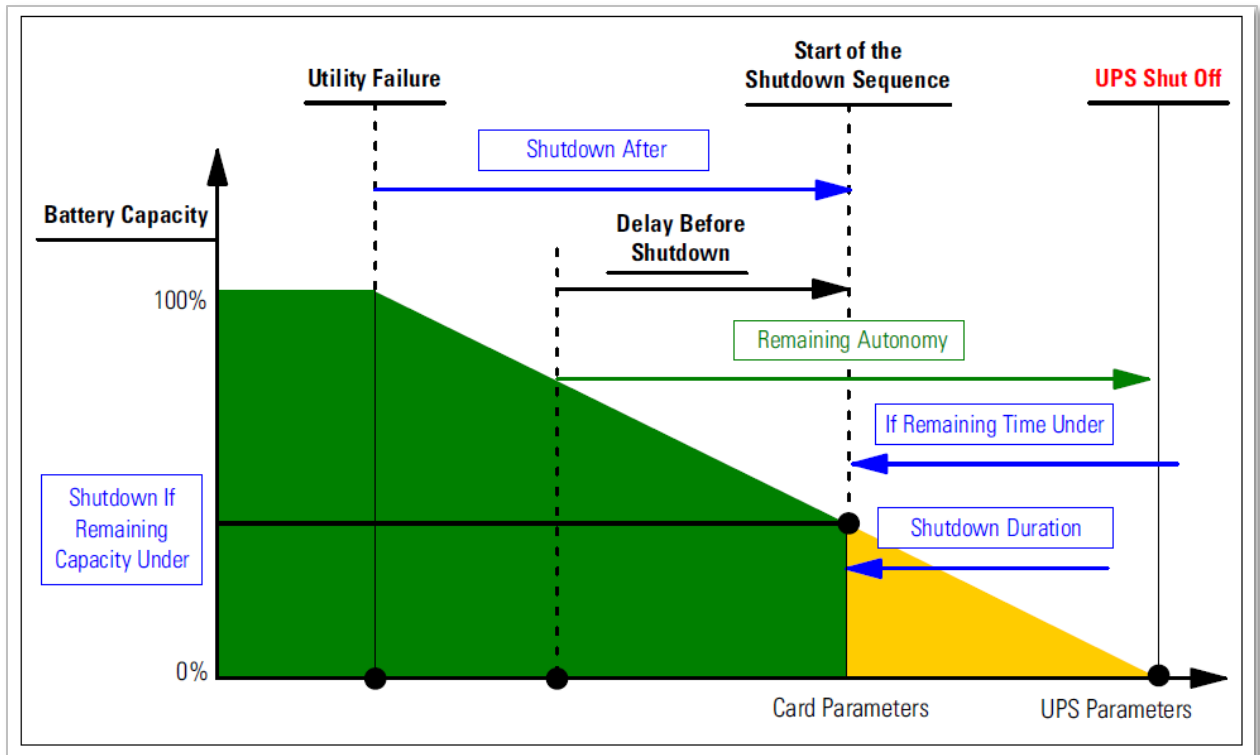 Utility Failure
Start of the
Shutdown Sequence
UPS Shut Off
Shutdown After
Battery Capacity
Delay Before
Shutdown
100%
Remaining Autonomy
If Remaining Time Under
Shutdown If
Remaining
Capacity Under
Shutdown Duration
0%
Card Parameters
UPS Parameters